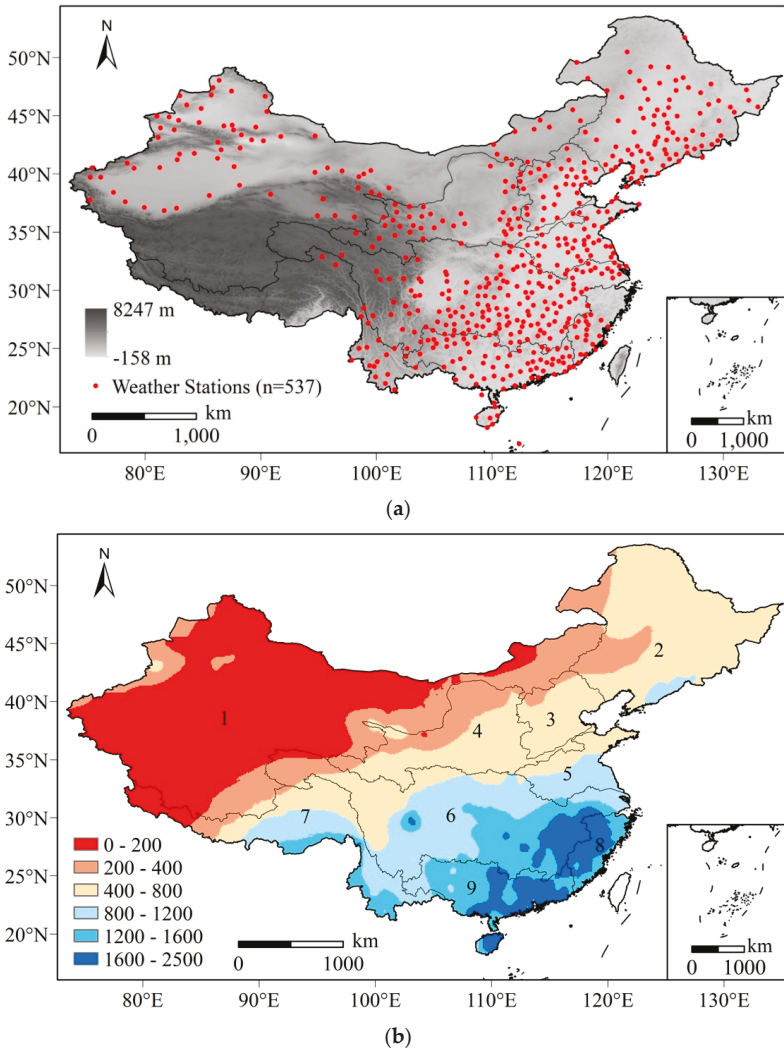 N
50°N
45°N
40°N
35°N
30°N
25°N
20°N
8247 m
-158 m
Weather Stations (n=537)
km
0 1,000
km
0 1,000
80°E 90°E 100°E 110°E 120°E 130°E
(a)
N
50°N
45°N
40°N
35°N
30°N
25°N
20°N
1
2
3
4
5
6
7
8
9
0 - 200
200 - 400
400 - 800
800 - 1200
1200 - 1600
1600 - 2500
km
0 1000
km
0 1000
80°E 90°E 100°E 110°E 120°E 130°E
(b)